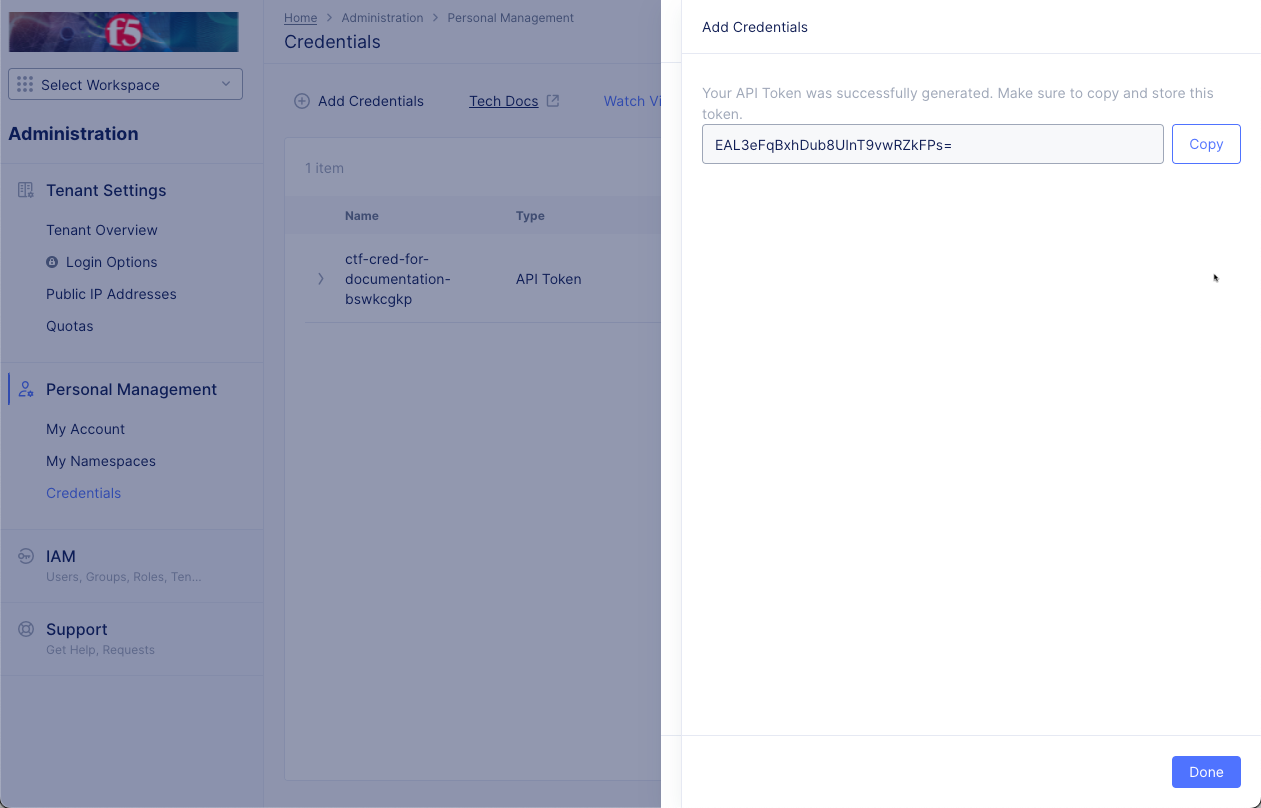 f5
Select Workspace
Administration
Tenant Settings
Tenant Overview
Login Options
Public IP Addresses
Quotas
Personal Management
My Account
My Namespaces
Credentials
IAM
Users, Groups, Roles, Ten...
Support
Get Help, Requests
Home > Administration > Personal Management
Credentials
Add Credentials
Tech Docs
Watch Vi
1 item
Name Type
ctf-cred-for-
documentation-
bswkcgkp
API Token
Add Credentials
Your API Token was successfully generated. Make sure to copy and store this
token.
EAL3eFqBxhDub8UInT9vwRZkFPs=
Copy
Done